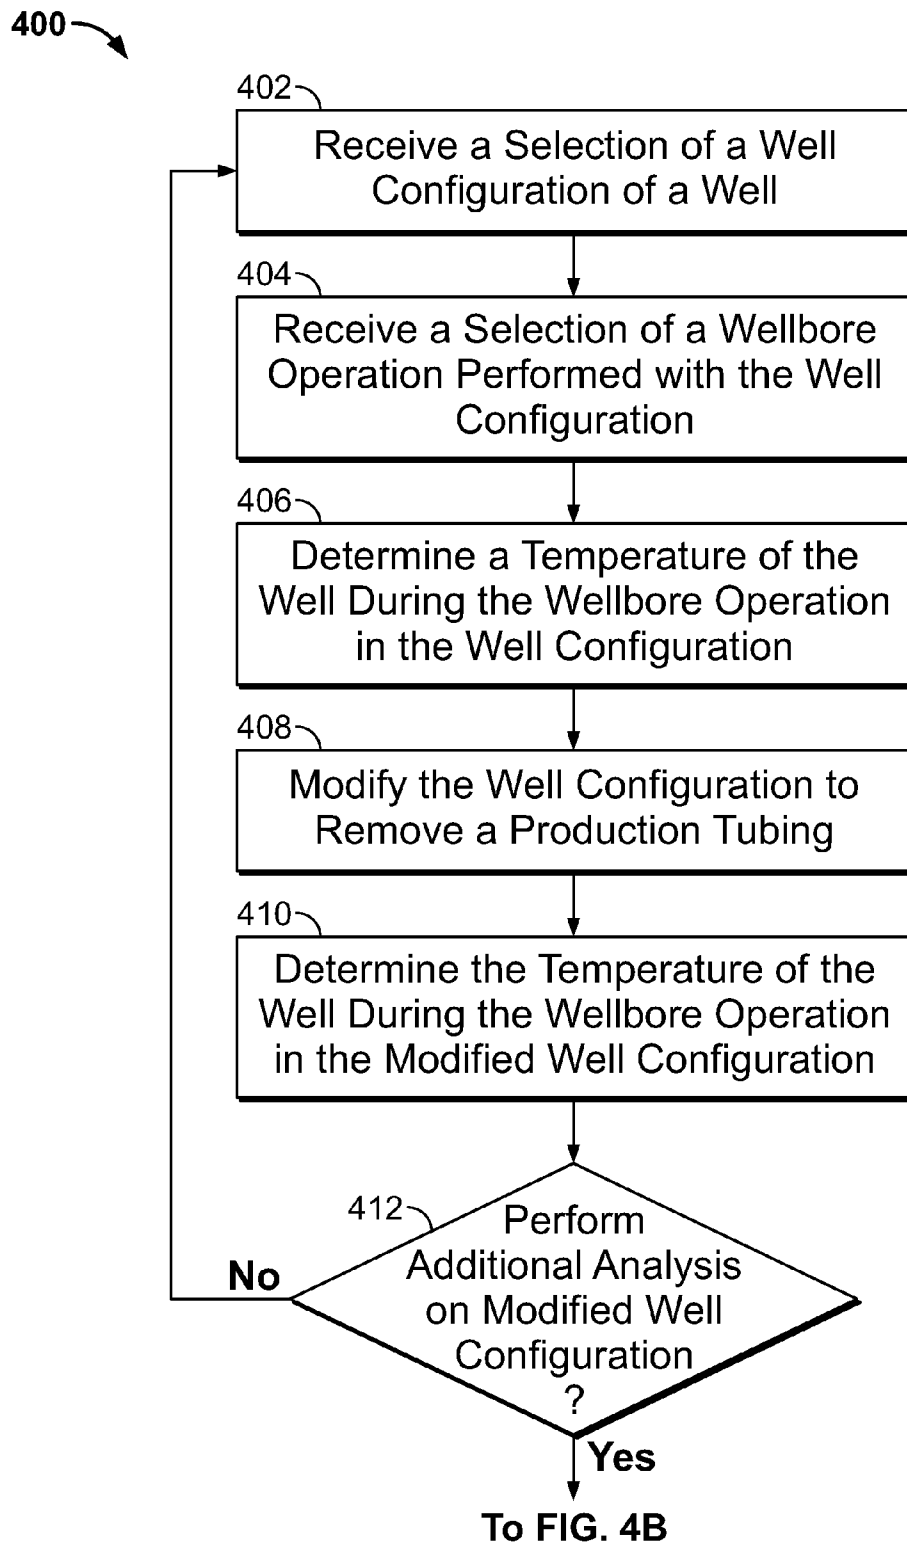 400
402
Receive a Selection of a Well
Configuration of a Well
404
Receive a Selection of a Wellbore
Operation Performed with the Well
Configuration
406
Determine a Temperature of the
Well During the Wellbore Operation
in the Well Configuration
408
Modify the Well Configuration to
Remove a Production Tubing
410
Determine the Temperature of the
Well During the Wellbore Operation
in the Modified Well Configuration
412
Perform
Additional Analysis
on Modified Well
Configuration
?
No
Yes
To FIG. 4B